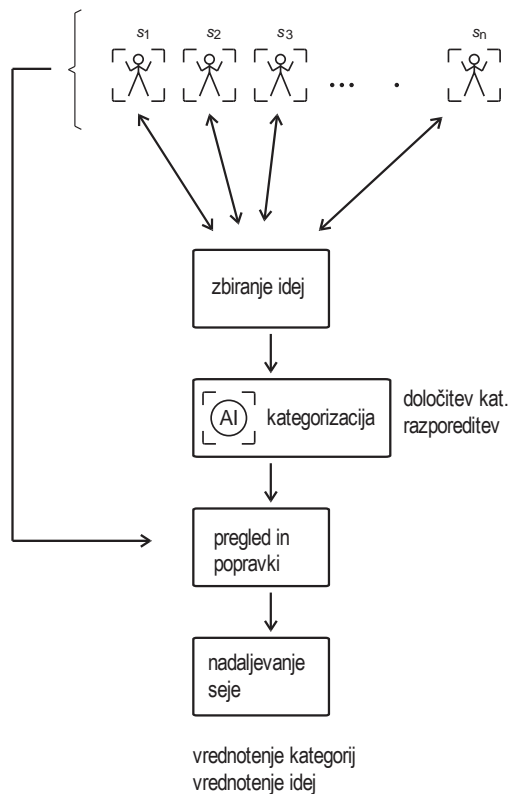 s1 s2 s3 sn
... .
zbiranje idej
AI kategorizacija
določitev kat.
razporeditev
pregled in
popravki
nadaljevanje
seje
vrednotenje kategorij
vrednotenje idej